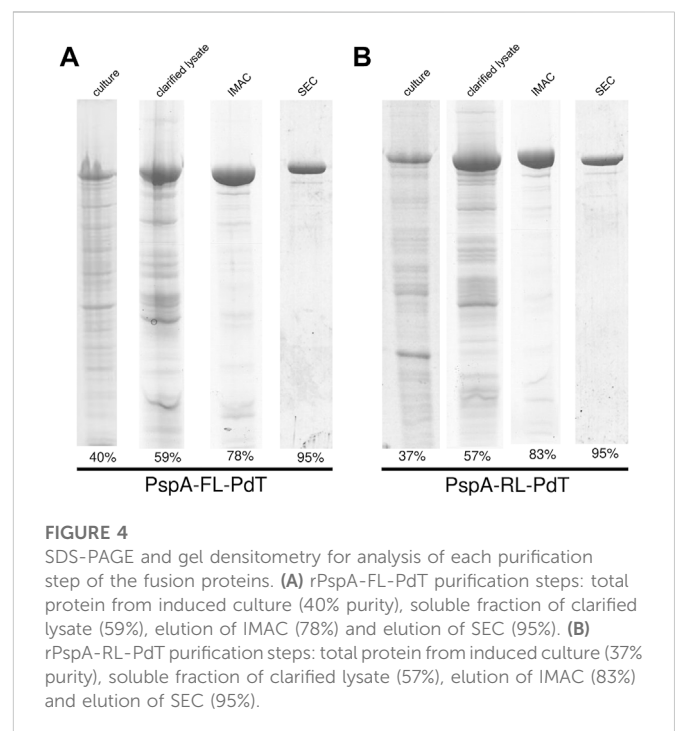 A
culture
clarified lysate
IMAC
SEC
B
culture
clarified lysate
IMAC
SEC
40%
59%
78%
95%
37%
57%
83%
95%
PspA-FL-PdT
PspA-RL-PdT
FIGURE 4
SDS-PAGE and gel densitometry for analysis of each purification
step of the fusion proteins. (A) rPspA-FL-PdT purification steps: total
protein from induced culture (40% purity), soluble fraction of clarified
lysate (59%), elution of IMAC (78%) and elution of SEC (95%). (B)
rPspA-RL-PdT purification steps: total protein from induced culture (37%
purity), soluble fraction of clarified lysate (57%), elution of IMAC (83%)
and elution of SEC (95%).